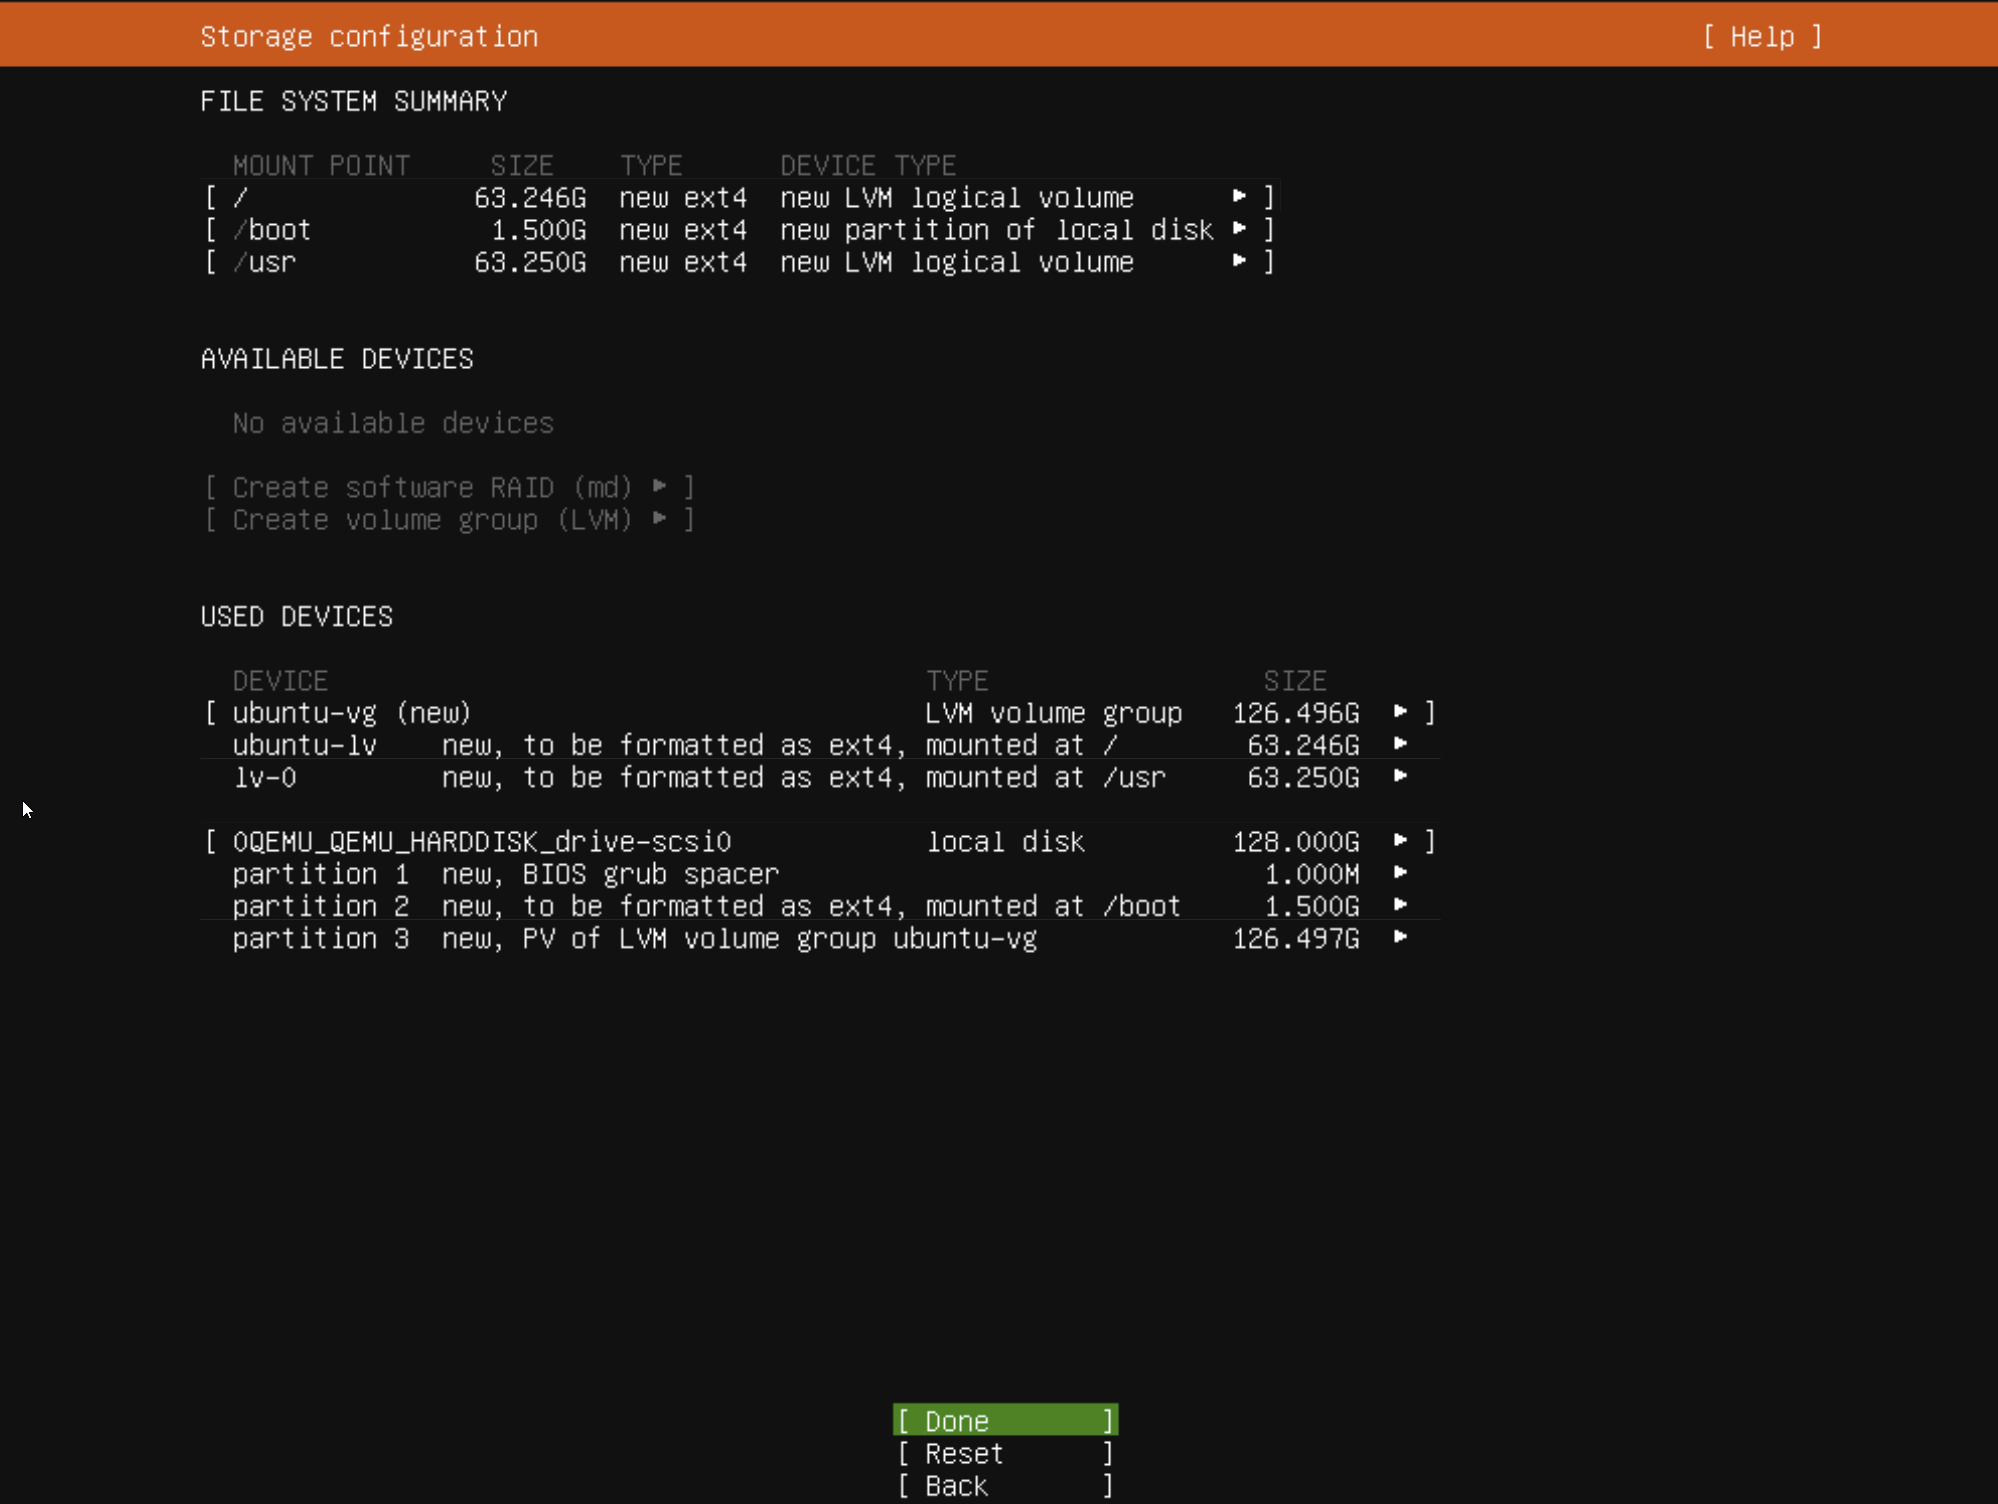 Storage configuration [ Help ]
FILE SYSTEM SUMMARY
MOUNT POINT SIZE TYPE DEVICE TYPE
[ / 63.246G new ext4 new LVM logical volume ▸ ]
[ /boot 1.500G new ext4 new partition of local disk ▸ ]
[ /usr 63.250G new ext4 new LVM logical volume ▸ ]
AVAILABLE DEVICES
No available devices
[ Create software RAID (md) ▸ ]
[ Create volume group (LVM) ▸ ]
USED DEVICES
DEVICE TYPE SIZE
[ ubuntu-vg (new) LVM volume group 126.496G ▸ ]
ubuntu-lv new, to be formatted as ext4, mounted at / 63.246G ▸
lv-0 new, to be formatted as ext4, mounted at /usr 63.250G ▸
[ 0QEMU_QEMU_HARDDISK_drive-scsi0 local disk 128.000G ▸ ]
partition 1 new, BIOS grub spacer 1.000M ▸
partition 2 new, to be formatted as ext4, mounted at /boot 1.500G ▸
partition 3 new, PV of LVM volume group ubuntu-vg 126.497G ▸
[ Done ]
[ Reset ]
[ Back ]